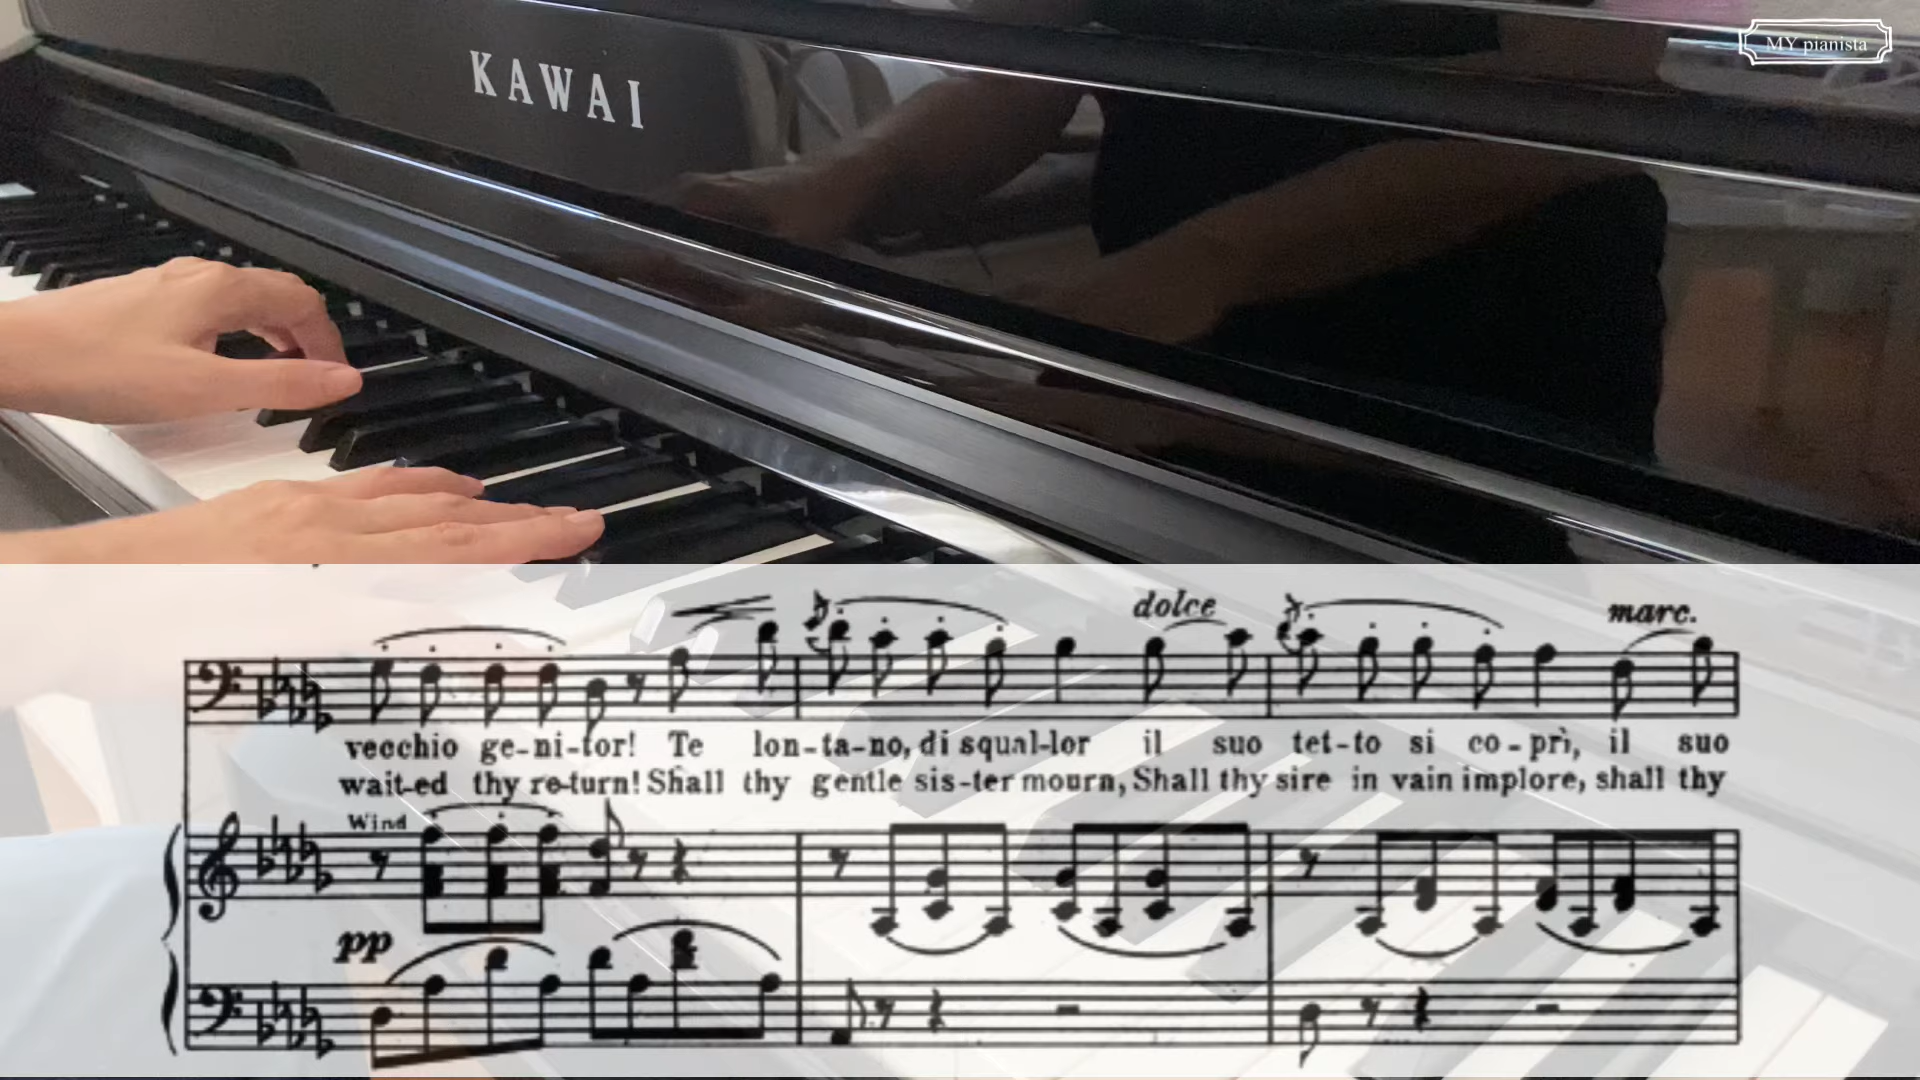 KAWAI
MY pianista
dolce
marc.
vecchio ge-ni-tor! Te lon-ta-no, di squal-lor il suo tet-to si co-prì, il suo
wait-ed thy re-turn! Shall thy gentle sis-ter mourn, Shall thy sire in vain implore, shall thy
Wind
pp